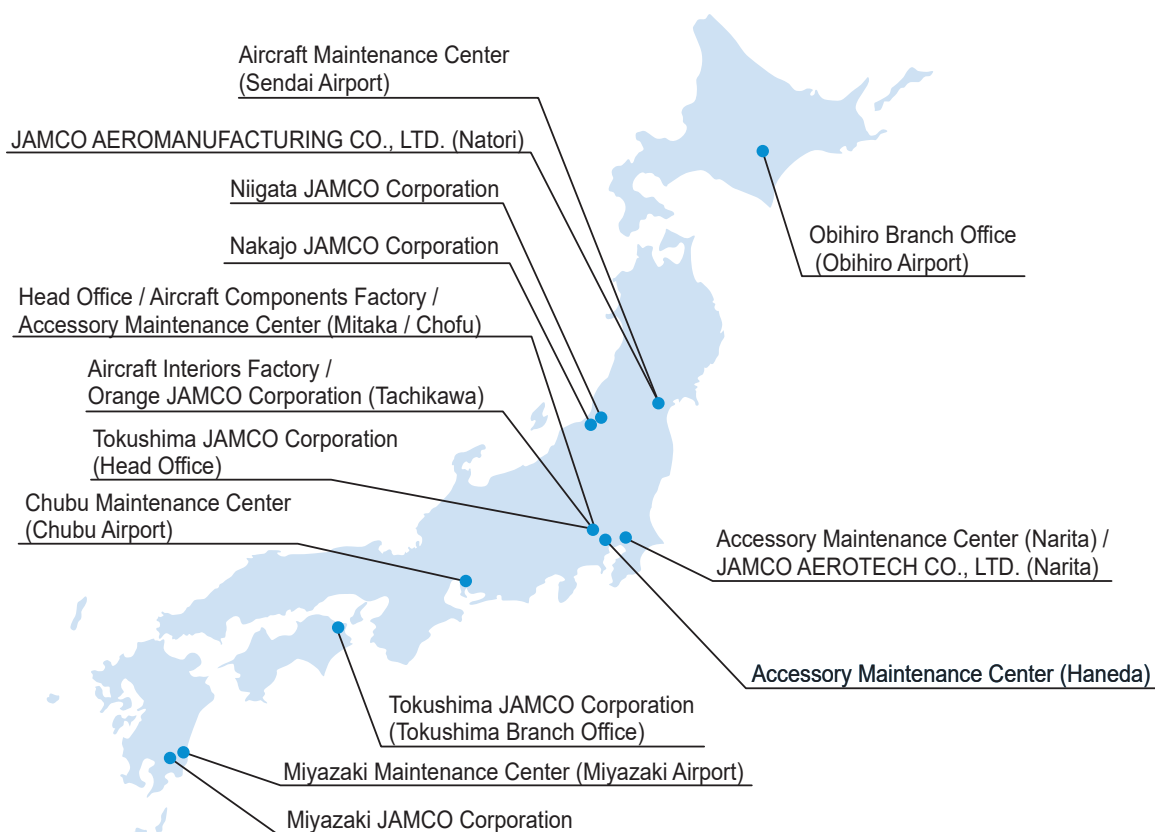 Aircraft Maintenance Center
(Sendai Airport)
JAMCO AEROMANUFACTURING CO., LTD. (Natori)
Niigata JAMCO Corporation
Nakajo JAMCO Corporation
Obihiro Branch Office
(Obihiro Airport)
Head Office / Aircraft Components Factory /
Accessory Maintenance Center (Mitaka / Chofu)
Aircraft Interiors Factory /
Orange JAMCO Corporation (Tachikawa)
Tokushima JAMCO Corporation
(Head Office)
Chubu Maintenance Center
(Chubu Airport)
Accessory Maintenance Center (Narita) /
JAMCO AEROTECH CO., LTD. (Narita)
Accessory Maintenance Center (Haneda)
Tokushima JAMCO Corporation
(Tokushima Branch Office)
Miyazaki Maintenance Center (Miyazaki Airport)
Miyazaki JAMCO Corporation